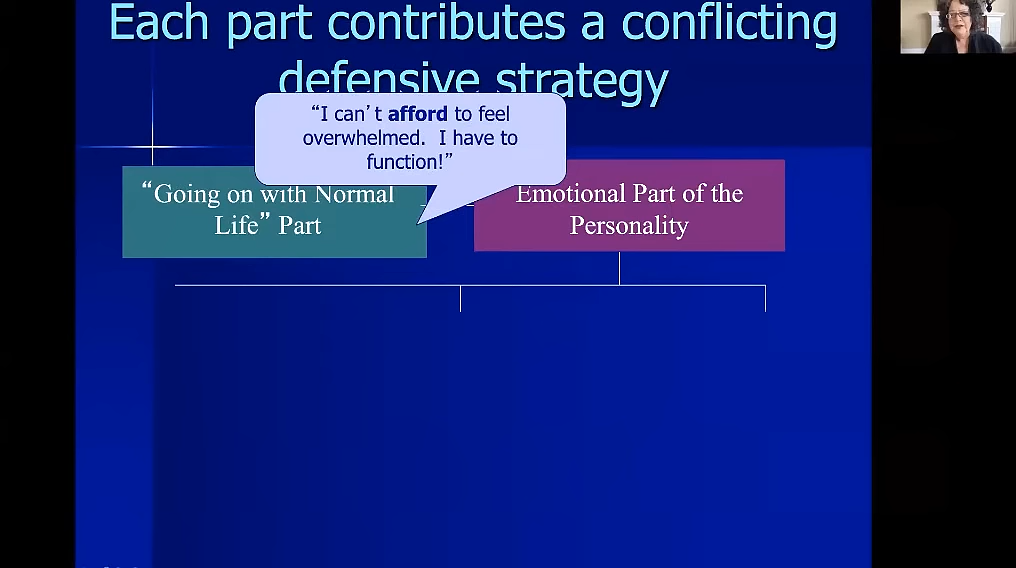 Each part contributes a conflicting
defensive strategy
“I can’t afford to feel
overwhelmed. I have to
function!”
“Going on with Normal
Life” Part
Emotional Part of the
Personality